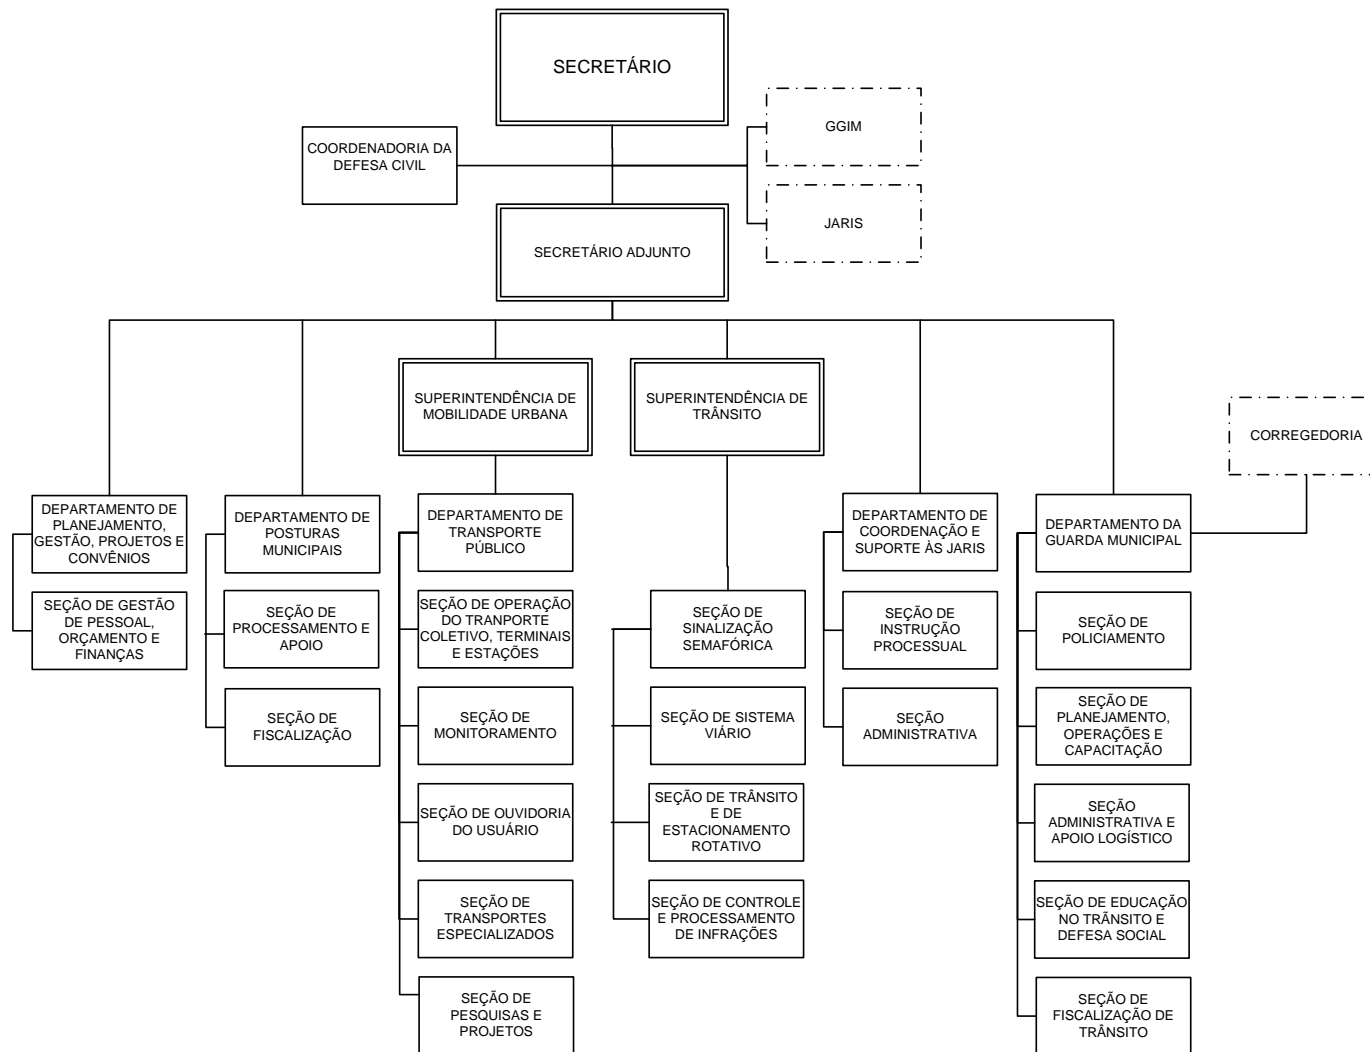 SECRETÁRIO
GGIM
COORDENADORIA DA
DEFESA CIVIL
JARIS
SECRETÁRIO ADJUNTO
SUPERINTENDÊNCIA DE
MOBILIDADE URBANA
SUPERINTENDÊNCIA DE
TRÂNSITO
CORREGEDORIA
DEPARTAMENTO DE
PLANEJAMENTO,
GESTÃO, PROJETOS E
CONVÊNIOS
DEPARTAMENTO DE
POSTURAS
MUNICIPAIS
DEPARTAMENTO DE
TRANSPORTE
PÚBLICO
DEPARTAMENTO DE
COORDENAÇÃO E
SUPORTE ÀS JARIS
DEPARTAMENTO DA
GUARDA MUNICIPAL
SEÇÃO DE GESTÃO
DE PESSOAL,
ORÇAMENTO E
FINANÇAS
SEÇÃO DE
PROCESSAMENTO E
APOIO
SEÇÃO DE OPERAÇÃO
DO TRANPORTE
COLETIVO, TERMINAIS
E ESTAÇÕES
SEÇÃO DE
SINALIZAÇÃO
SEMAFÓRICA
SEÇÃO DE
INSTRUÇÃO
PROCESSUAL
SEÇÃO DE
POLICIAMENTO
SEÇÃO DE
FISCALIZAÇÃO
SEÇÃO DE
MONITORAMENTO
SEÇÃO DE SISTEMA
VIÁRIO
SEÇÃO
ADMINISTRATIVA
SEÇÃO DE
PLANEJAMENTO,
OPERAÇÕES E
CAPACITAÇÃO
SEÇÃO DE OUVIDORIA
DO USUÁRIO
SEÇÃO DE TRÂNSITO
E DE
ESTACIONAMENTO
ROTATIVO
SEÇÃO
ADMINISTRATIVA E
APOIO LOGÍSTICO
SEÇÃO DE
TRANSPORTES
ESPECIALIZADOS
SEÇÃO DE CONTROLE
E PROCESSAMENTO
DE INFRAÇÕES
SEÇÃO DE EDUCAÇÃO
NO TRÃNSITO E
DEFESA SOCIAL
SEÇÃO DE
PESQUISAS E
PROJETOS
SEÇÃO DE
FISCALIZAÇÃO DE
TRÂNSITO